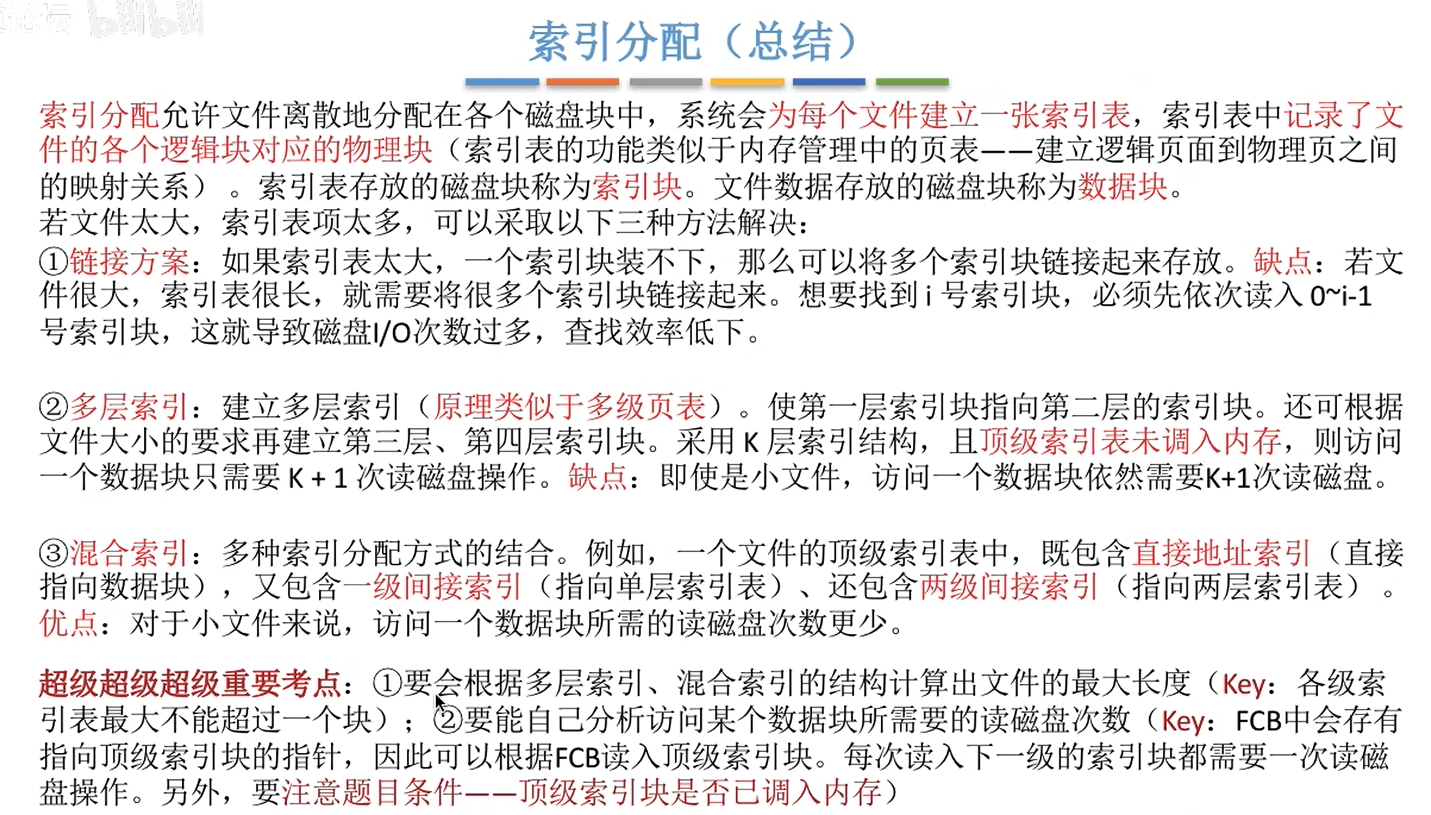 bilibili
索引分配（总结）
索引分配允许文件离散地分配在各个磁盘块中，系统会为每个文件建立一张索引表，索引表中记录了文
件的各个逻辑块对应的物理块（索引表的功能类似于内存管理中的页表——建立逻辑页面到物理页之间
的映射关系）。索引表存放的磁盘块称为索引块。文件数据存放的磁盘块称为数据块。
若文件太大，索引表项太多，可以采取以下三种方法解决：
①链接方案：如果索引表太大，一个索引块装不下，那么可以将多个索引块链接起来存放。缺点：若文
件很大，索引表很长，就需要将很多个索引块链接起来。想要找到 i 号索引块，必须先依次读入 0~i-1
号索引块，这就导致磁盘I/O次数过多，查找效率低下。
②多层索引：建立多层索引（原理类似于多级页表）。使第一层索引块指向第二层的索引块。还可根据
文件大小的要求再建立第三层、第四层索引块。采用 K 层索引结构，且顶级索引表未调入内存，则访问
一个数据块只需要 K + 1 次读磁盘操作。缺点：即使是小文件，访问一个数据块依然需要K+1次读磁盘。
③混合索引：多种索引分配方式的结合。例如，一个文件的顶级索引表中，既包含直接地址索引（直接
指向数据块），又包含一级间接索引（指向单层索引表）、还包含两级间接索引（指向两层索引表）。
优点：对于小文件来说，访问一个数据块所需的读磁盘次数更少。
超级超级超级重要考点：①要会根据多层索引、混合索引的结构计算出文件的最大长度（Key：各级索
引表最大不能超过一个块）；②要能自己分析访问某个数据块所需要的读磁盘次数（Key：FCB中会存有
指向顶级索引块的指针，因此可以根据FCB读入顶级索引块。每次读入下一级的索引块都需要一次读磁
盘操作。另外，要注意题目条件——顶级索引块是否已调入内存）